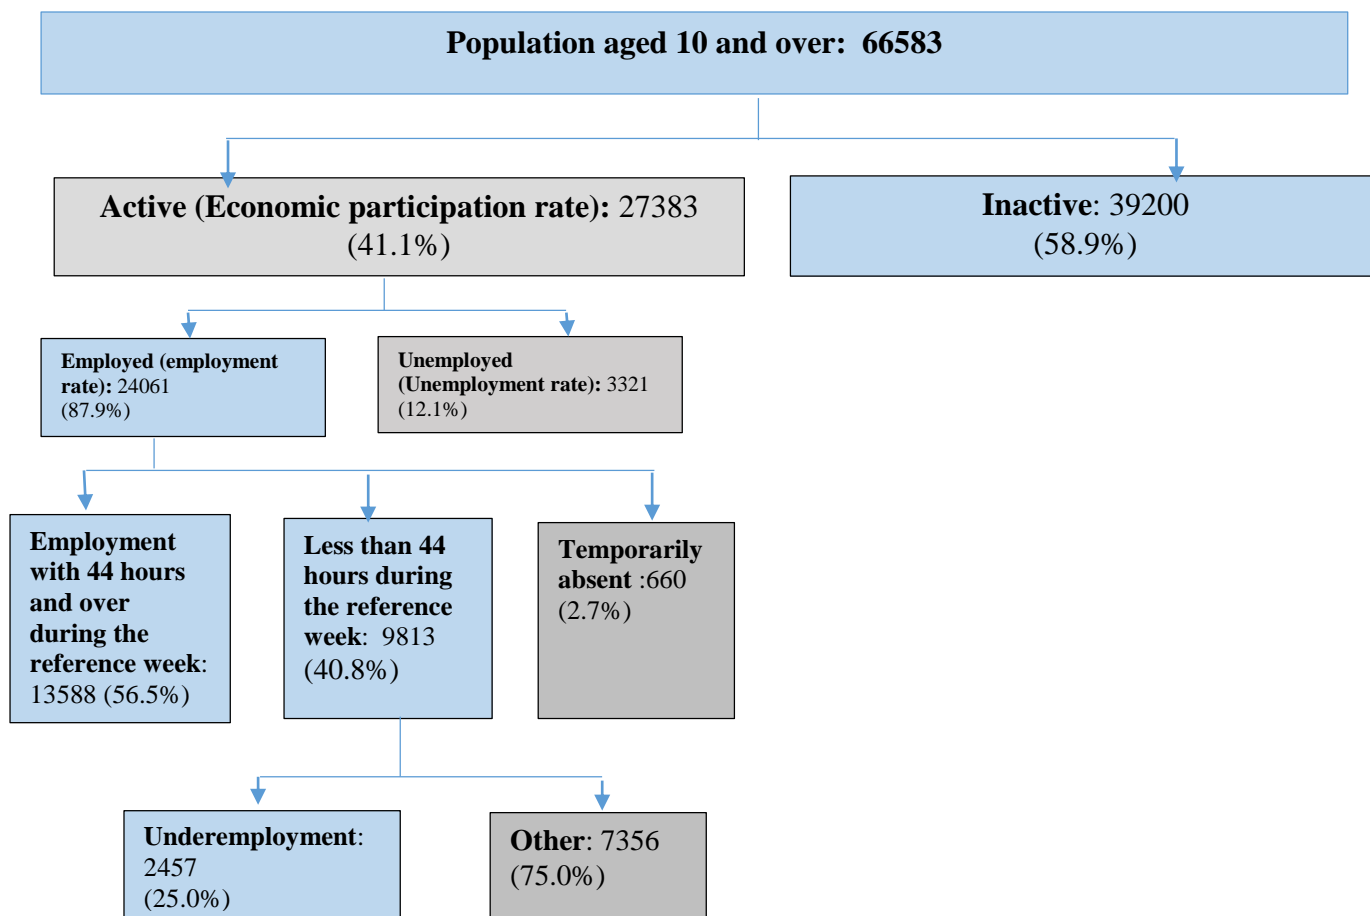 Population aged 10 and over:  66583
Active (Economic participation rate): 27383
(41.1%)
Inactive: 39200
(58.9%)
Employed (employment
rate): 24061
(87.9%)
Unemployed
(Unemployment rate): 3321
(12.1%)
Employment
with 44 hours
and over
during the
reference week:
13588 (56.5%)
Less than 44
hours during
the reference
week:  9813
(40.8%)
Temporarily
absent :660
(2.7%)
Underemployment:
2457
(25.0%)
Other: 7356
(75.0%)